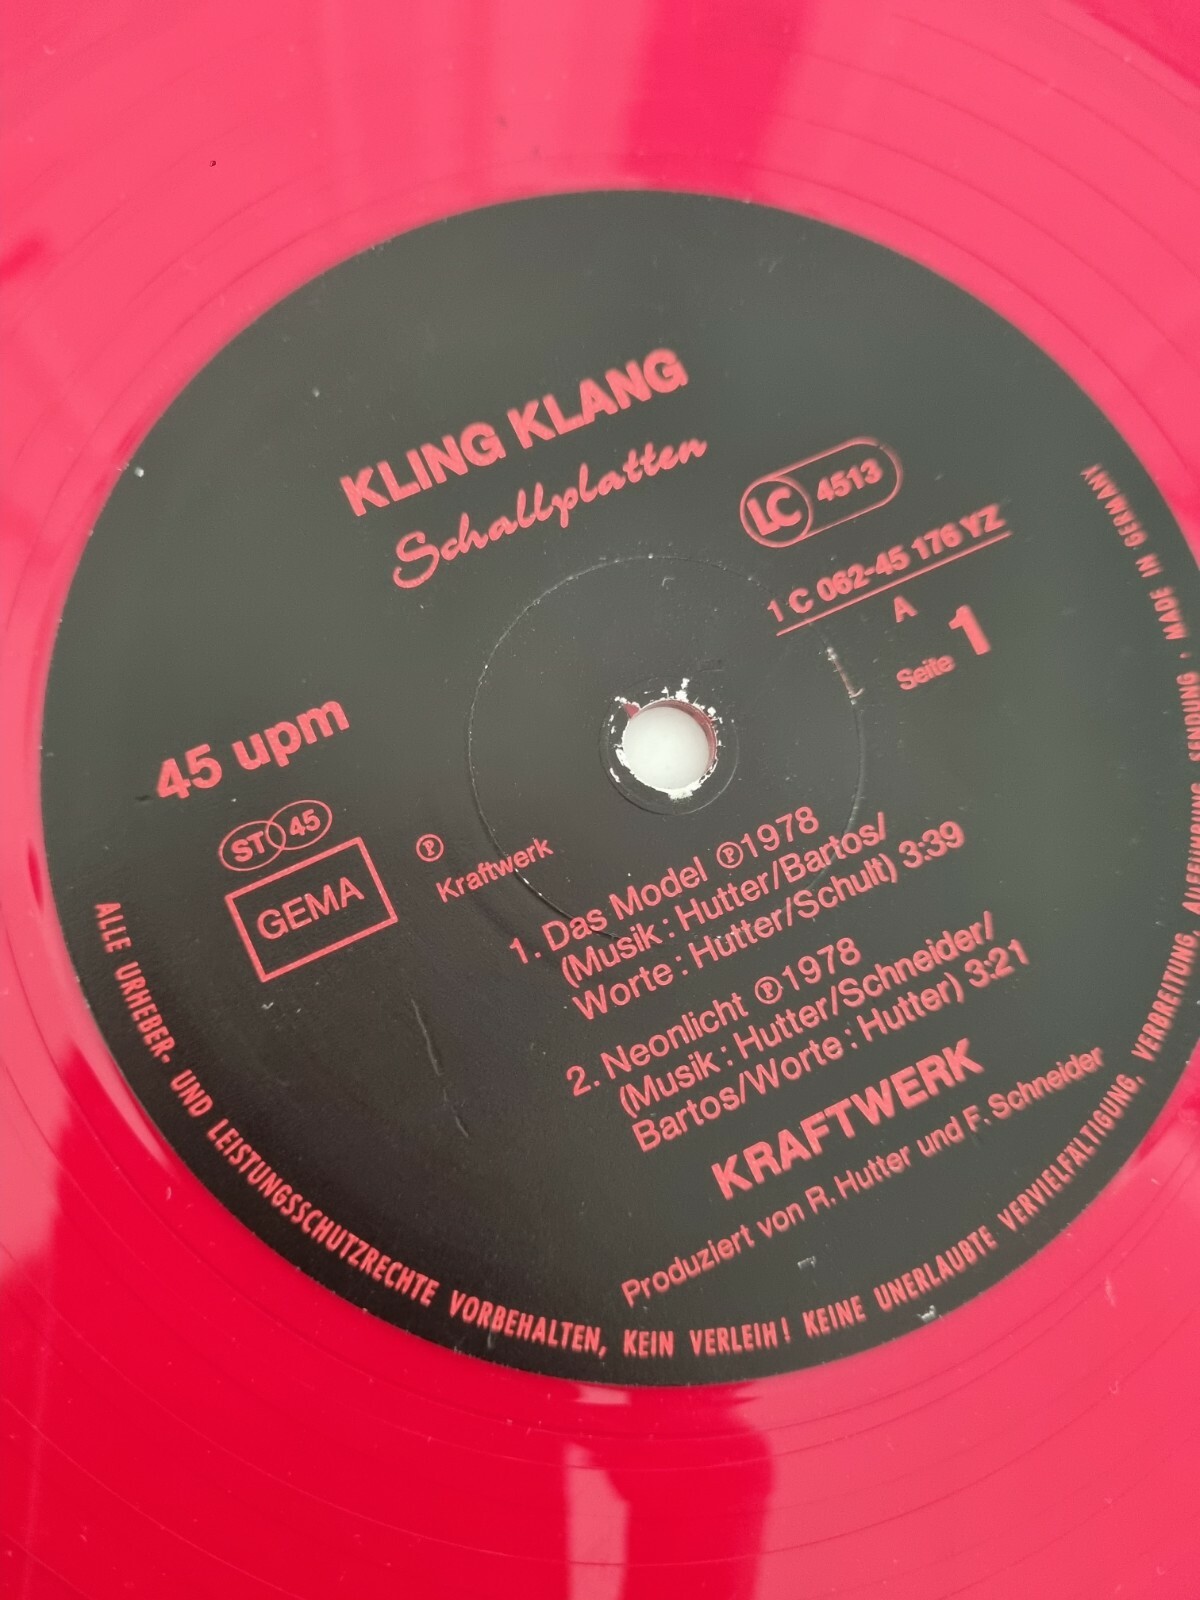 KLING KLANG
Schallplatten
LC 4513
1 C 062-45 176 YZ
A
Seite 1
45 upm
ST 45
GEMA
℗
Kraftwerk
1. Das Model ℗1978
(Musik : Hutter/Bartos/
Worte : Hutter/Schult) 3:39
2. Neonlicht ℗1978
(Musik : Hutter/Schneider/
Bartos/Worte : Hutter) 3:21
KRAFTWERK
Produziert von R. Hutter und F. Schneider
ALLE URHEBER- UND LEISTUNGSSCHUTZRECHTE VORBEHALTEN, KEIN VERLEIH! KEINE UNERLAUBTE VERVIELFÄLTIGUNG, VERBREITUNG, SENDUNG · MADE IN GERMANY